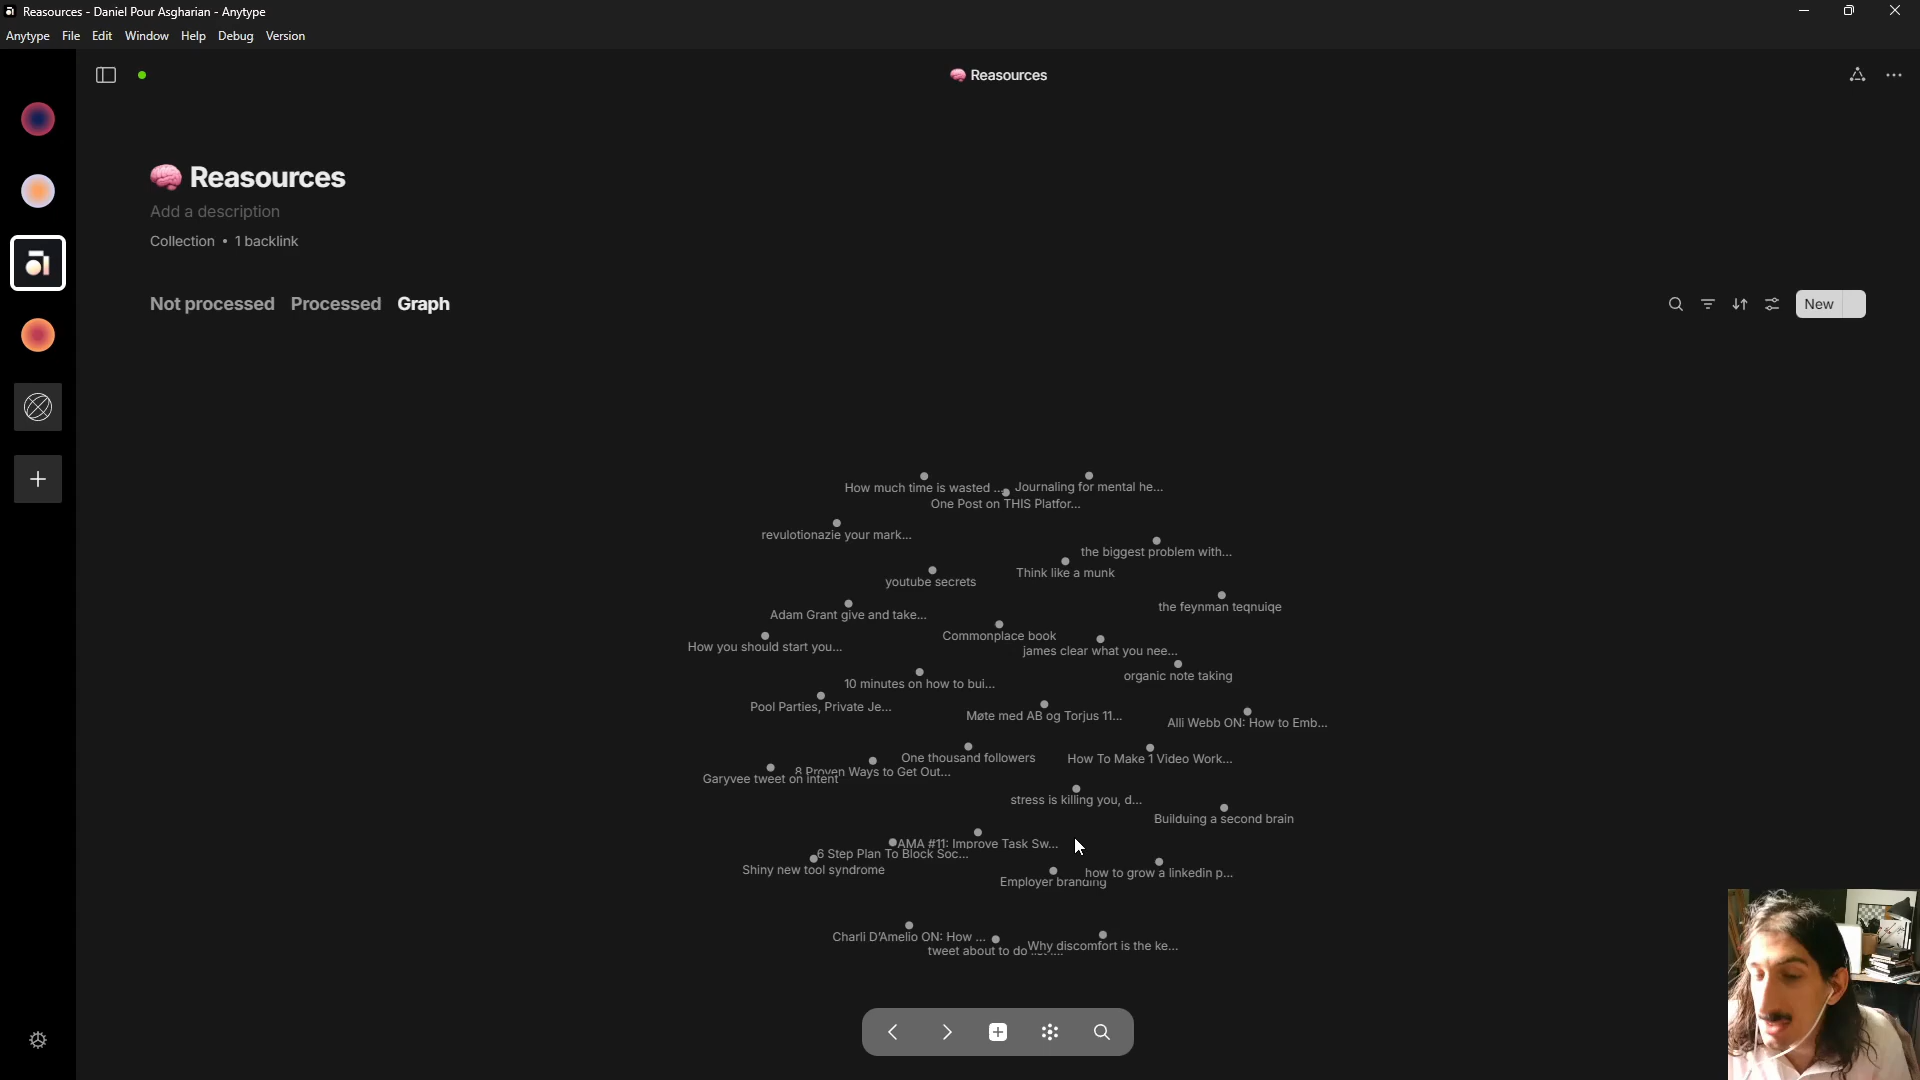 Reasources - Daniel Pour Asgharian - Anytype
Anytype File Edit Window Help Debug Version
🧠 Reasources
🧠 Reasources
Add a description
Collection • 1 backlink
Not processed Processed Graph
New
How much time is wasted ...
Journaling for mental he...
One Post on THIS Platfor...
revulotionazie your mark...
the biggest problem with...
Think like a munk
youtube secrets
the feynman teqnuiqe
Adam Grant give and take...
Commonplace book
How you should start you...
james clear what you nee...
organic note taking
10 minutes on how to bui...
Pool Parties, Private Je...
Møte med AB og Torjus 11...
Alli Webb ON: How to Emb...
One thousand followers
How To Make 1 Video Work...
8 Proven Ways to Get Out...
Garyvee tweet on intent
stress is killing you, d...
Builduing a second brain
AMA #11: Improve Task Sw...
6 Step Plan To Block Soc...
Shiny new tool syndrome
how to grow a linkedin p...
Employer branding
Charli D'Amelio ON: How ...
Why discomfort is the ke...
tweet about to do